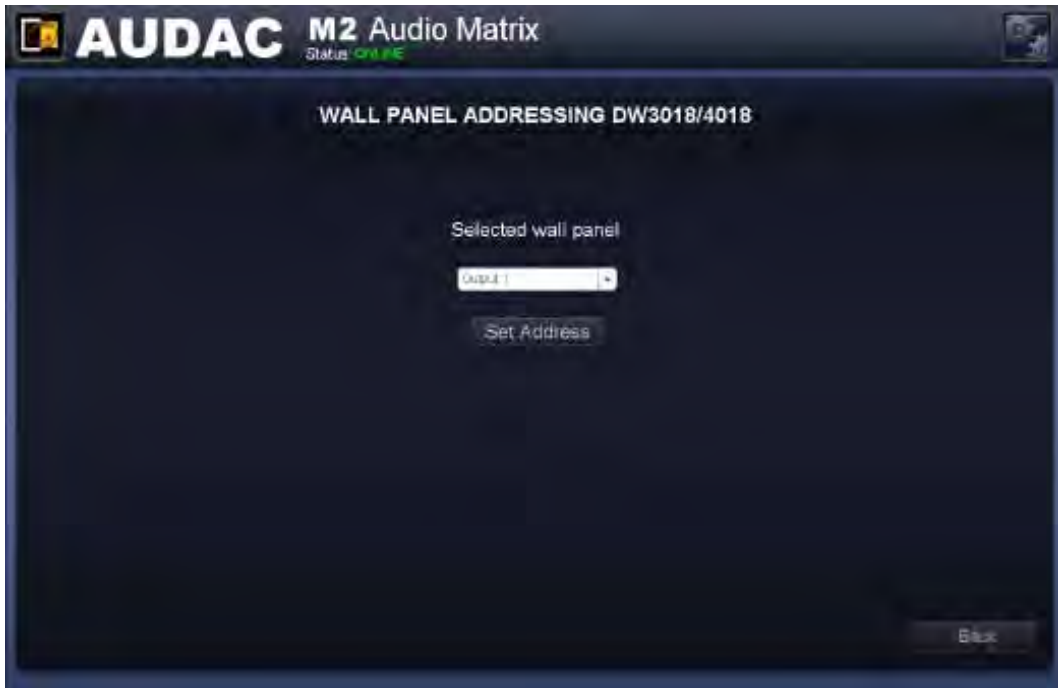 AUDAC M2 Audio Matrix
Status: ONLINE
WALL PANEL ADDRESSING DW3018/4018
Selected wall panel
Output 1
Set Address
Back